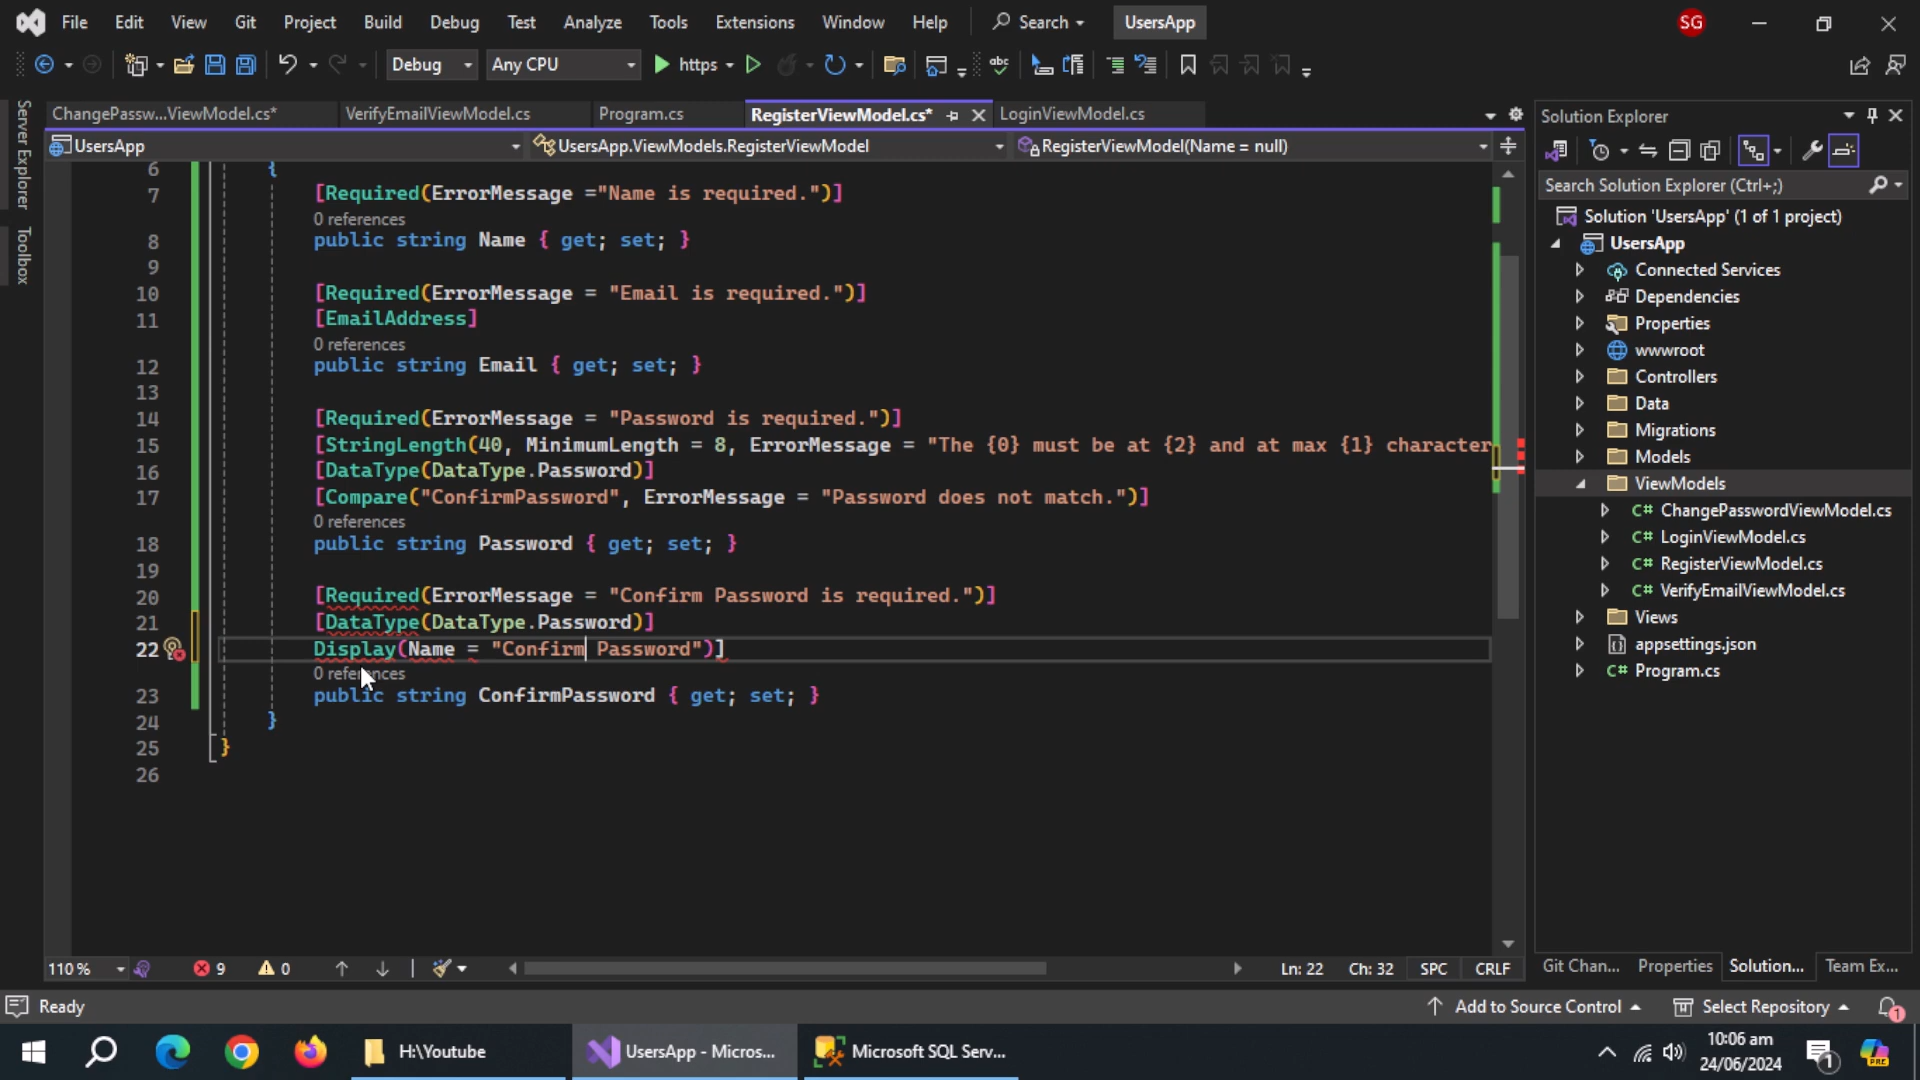 File Edit View Git Project Build Debug Test Analyze Tools Extensions Window Help Search UsersApp SG
Debug Any CPU https
Server Explorer
Toolbox
ChangePassw...ViewModel.cs* VerifyEmailViewModel.cs Program.cs RegisterViewModel.cs* LoginViewModel.cs
UsersApp UsersApp.ViewModels.RegisterViewModel RegisterViewModel(Name = null)
6 {
7 [Required(ErrorMessage ="Name is required.")]
0 references
8 public string Name { get; set; }
9
10 [Required(ErrorMessage = "Email is required.")]
11 [EmailAddress]
0 references
12 public string Email { get; set; }
13
14 [Required(ErrorMessage = "Password is required.")]
15 [StringLength(40, MinimumLength = 8, ErrorMessage = "The {0} must be at {2} and at max {1} character
16 [DataType(DataType.Password)]
17 [Compare("ConfirmPassword", ErrorMessage = "Password does not match.")]
0 references
18 public string Password { get; set; }
19
20 [Required(ErrorMessage = "Confirm Password is required.")]
21 [DataType(DataType.Password)]
22 Display(Name = "Confirm Password")]
0 references
23 public string ConfirmPassword { get; set; }
24 }
25 }
26
110 % 9 0 Ln: 22 Ch: 32 SPC CRLF
Solution Explorer
Search Solution Explorer (Ctrl+;)
Solution 'UsersApp' (1 of 1 project)
UsersApp
Connected Services
Dependencies
Properties
wwwroot
Controllers
Data
Migrations
Models
ViewModels
C# ChangePasswordViewModel.cs
C# LoginViewModel.cs
C# RegisterViewModel.cs
C# VerifyEmailViewModel.cs
Views
appsettings.json
C# Program.cs
Git Chan... Properties Solution... Team Ex...
Ready Add to Source Control Select Repository 1
H:\Youtube UsersApp - Micros... Microsoft SQL Serv... 10:06 am
24/06/2024 1 PRE